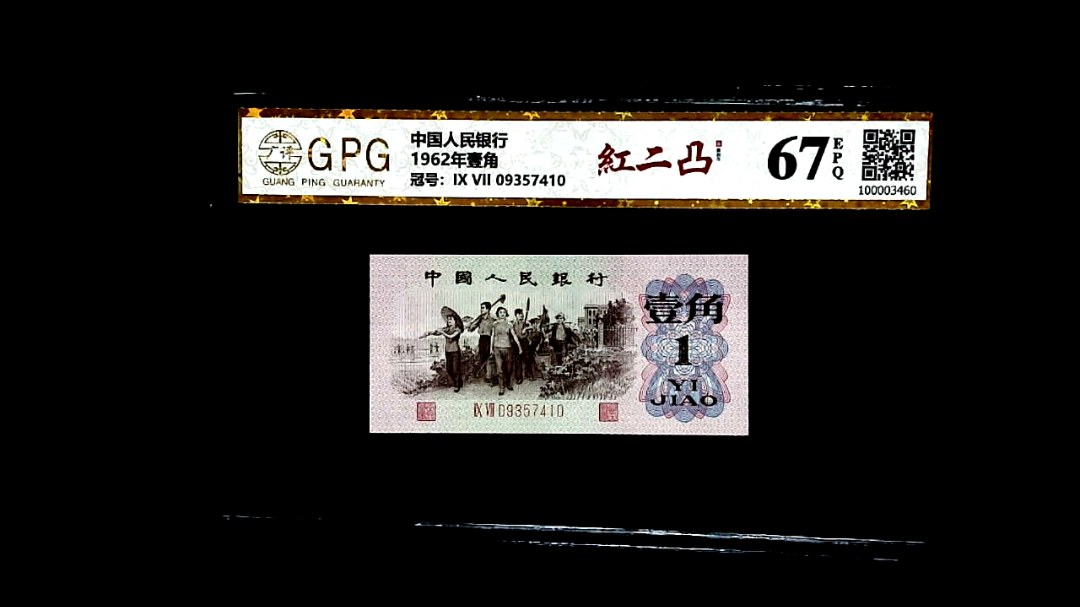 GPG
GUANG PING GUARANTY
中国人民银行
1962年壹角
冠号: IX VII 09357410
紅二凸
67
EPQ
100003460
中國人民銀行
壹角
1
YI
JIAO
IX VII 09357410